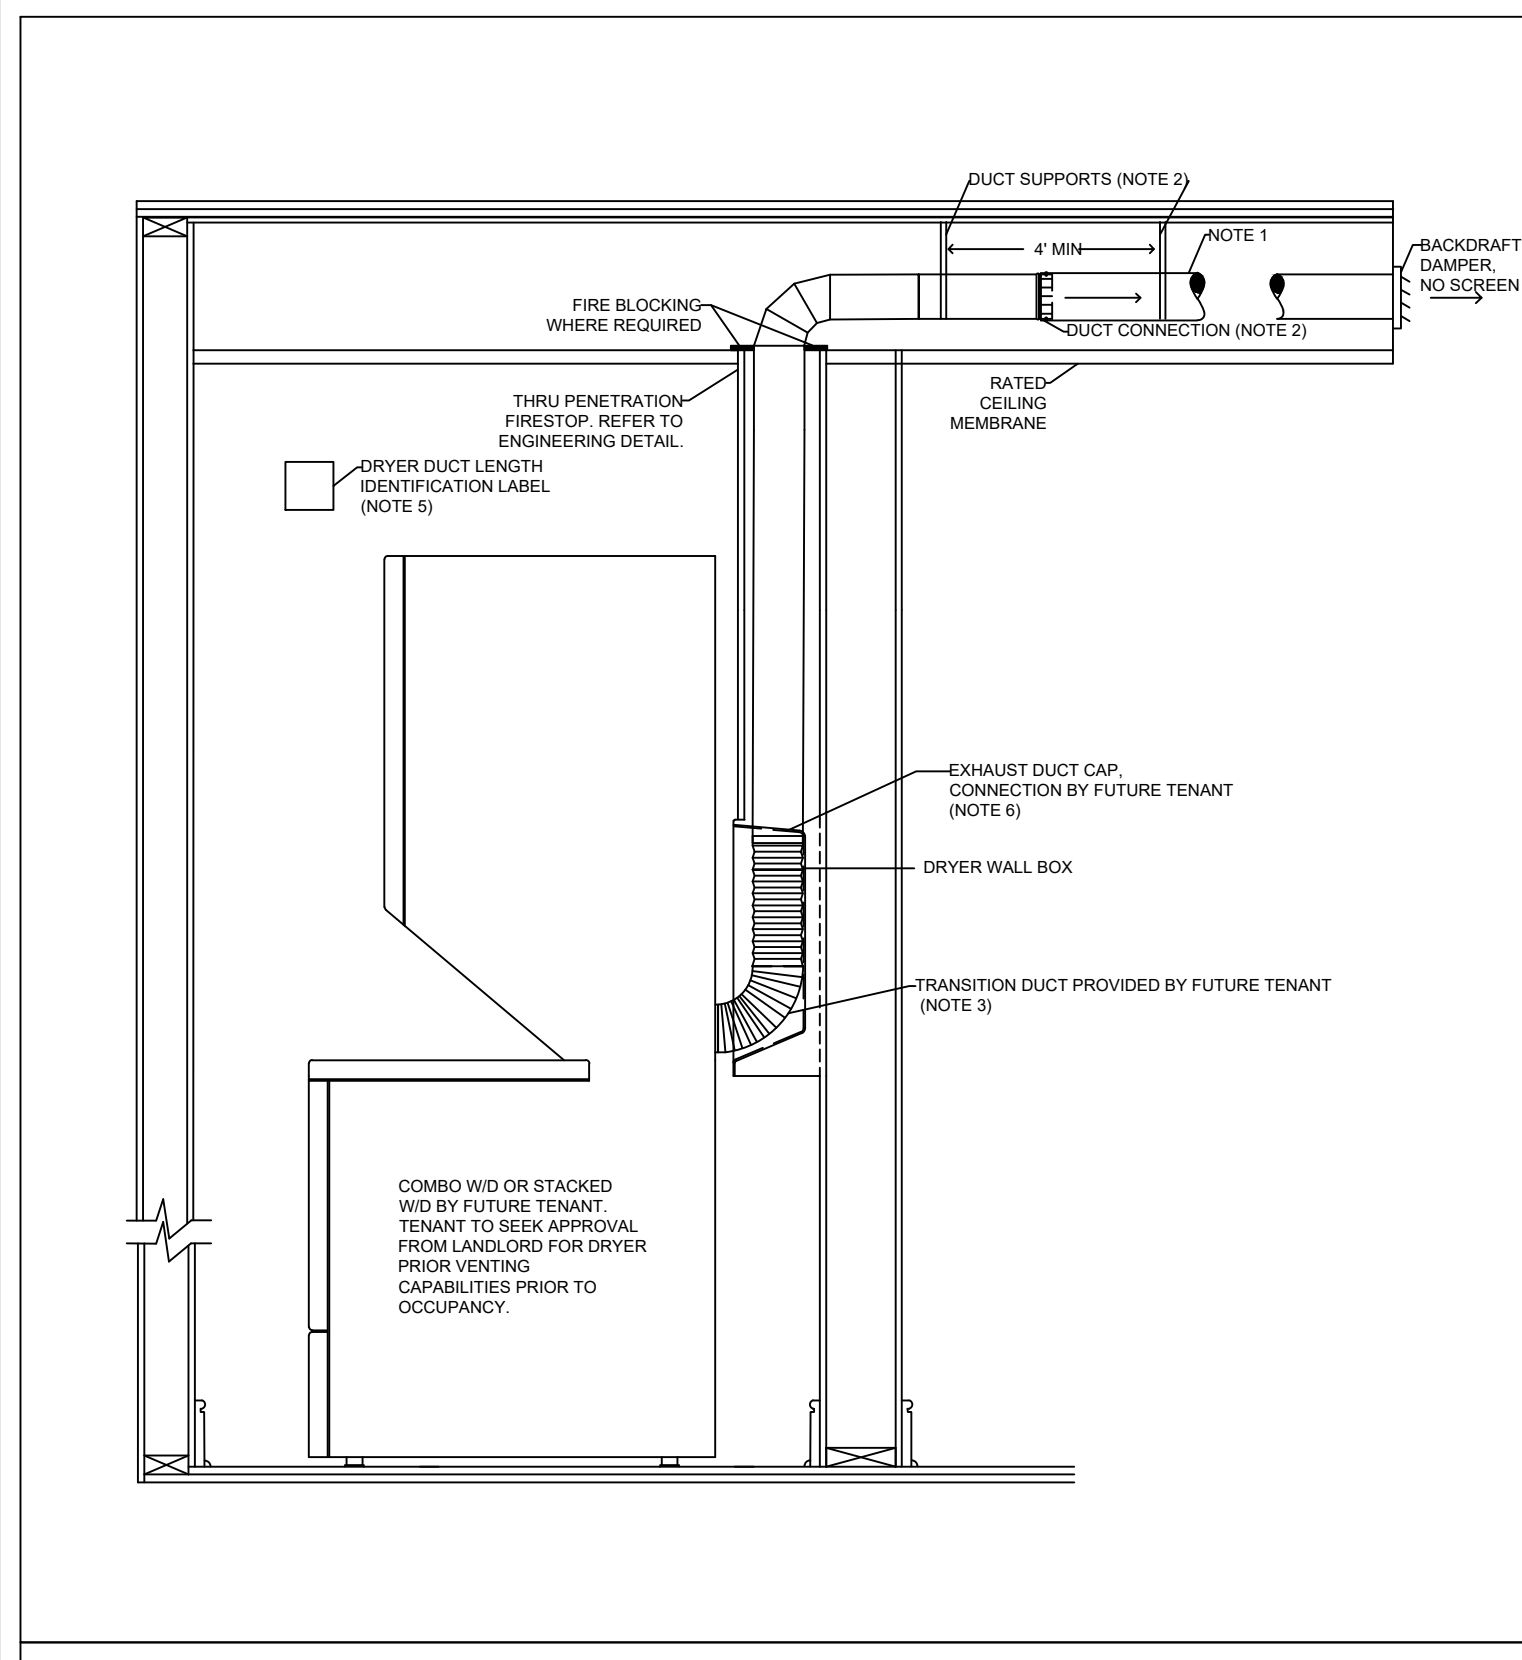 DUCT SUPPORTS (NOTE 2)
4' MIN
NOTE 1
BACKDRAFT
DAMPER,
NO SCREEN
FIRE BLOCKING
WHERE REQUIRED
DUCT CONNECTION (NOTE 2)
RATED
CEILING
MEMBRANE
THRU PENETRATION
FIRESTOP. REFER TO
ENGINEERING DETAIL.
DRYER DUCT LENGTH
IDENTIFICATION LABEL
(NOTE 5)
EXHAUST DUCT CAP,
CONNECTION BY FUTURE TENANT
(NOTE 6)
DRYER WALL BOX
TRANSITION DUCT PROVIDED BY FUTURE TENANT
(NOTE 3)
COMBO W/D OR STACKED
W/D BY FUTURE TENANT.
TENANT TO SEEK APPROVAL
FROM LANDLORD FOR DRYER
PRIOR VENTING
CAPABILITIES PRIOR TO
OCCUPANCY.